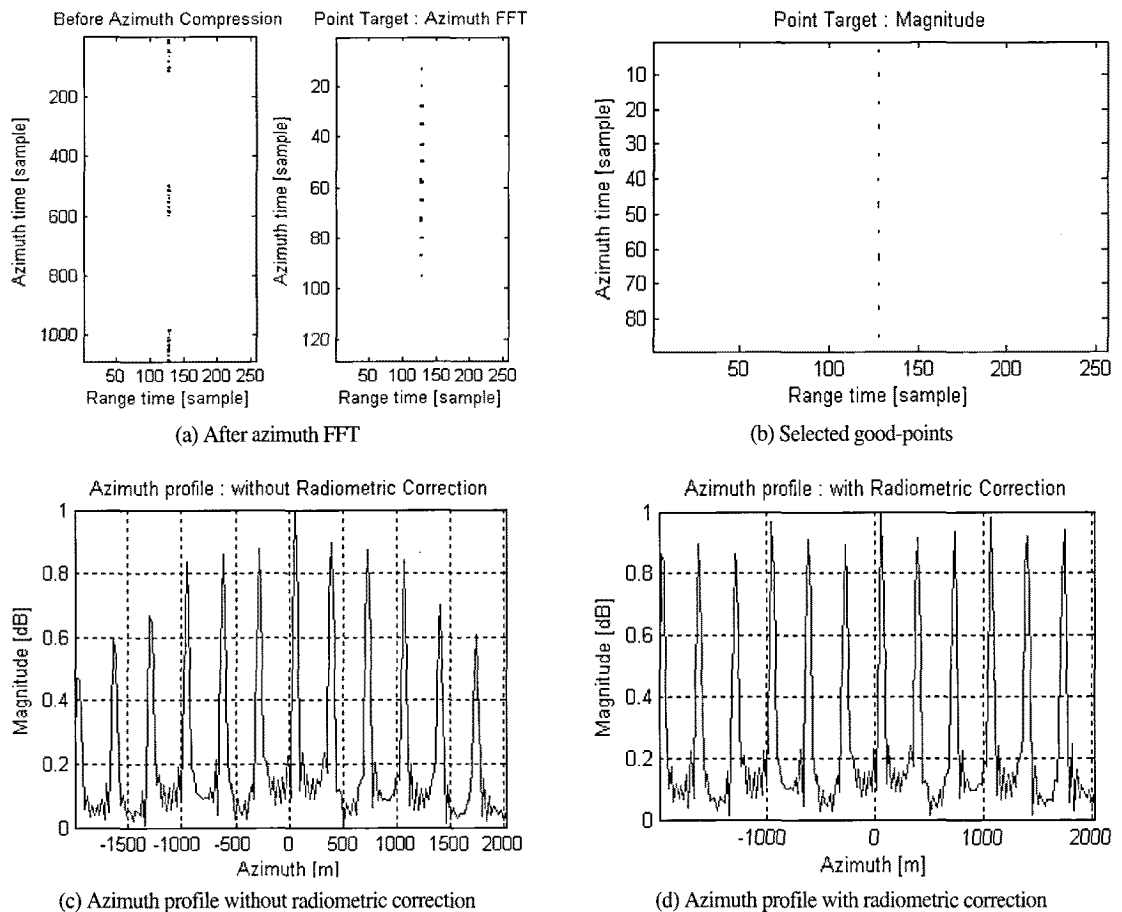 Before Azimuth Compression
Azimuth time [sample]
200
400
600
800
1000
50 100 150 200 250
Range time [sample]
Point Target : Azimuth FFT
Azimuth time [sample]
20
40
60
80
100
120
50 100 150 200 250
Range time [sample]
(a) After azimuth FFT
Point Target : Magnitude
Azimuth time [sample]
10
20
30
40
50
60
70
80
50 100 150 200 250
Range time [sample]
(b) Selected good-points
Azimuth profile : without Radiometric Correction
Magnitude [dB]
1
0.8
0.6
0.4
0.2
0
-1500 -1000 -500 0 500 1000 1500 2000
Azimuth [m]
(c) Azimuth profile without radiometric correction
Azimuth profile : with Radiometric Correction
Magnitude [dB]
1
0.8
0.6
0.4
0.2
0
-1000 0 1000 2000
Azimuth [m]
(d) Azimuth profile with radiometric correction